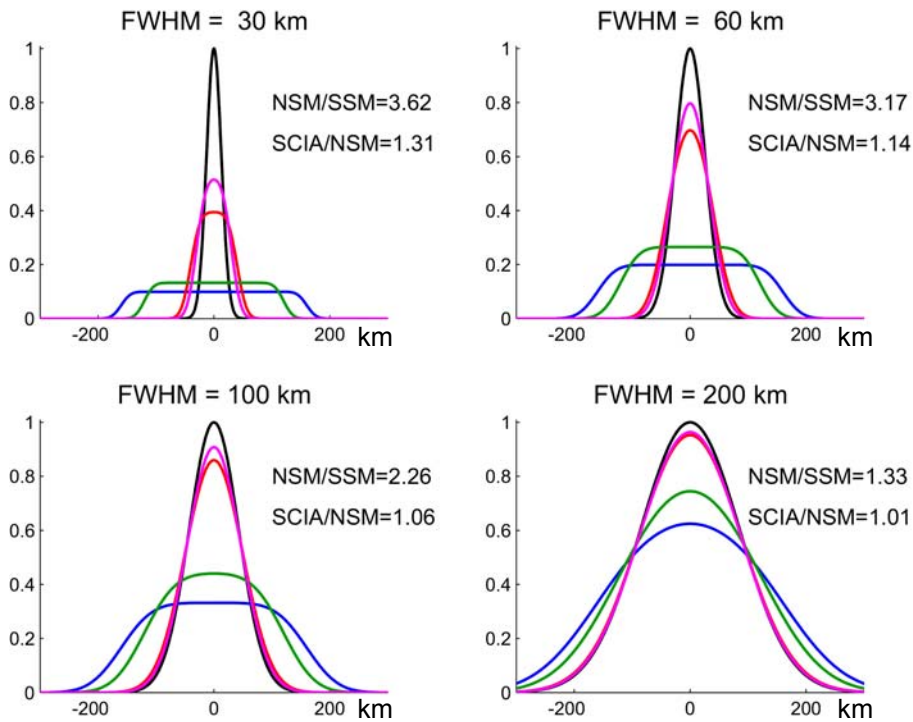 FWHM = 30 km
1
0.8
0.6
0.4
0.2
0
NSM/SSM=3.62
SCIA/NSM=1.31
-200 0 200 km
FWHM = 60 km
1
0.8
0.6
0.4
0.2
0
NSM/SSM=3.17
SCIA/NSM=1.14
-200 0 200 km
FWHM = 100 km
1
0.8
0.6
0.4
0.2
0
NSM/SSM=2.26
SCIA/NSM=1.06
-200 0 200 km
FWHM = 200 km
1
0.8
0.6
0.4
0.2
0
NSM/SSM=1.33
SCIA/NSM=1.01
-200 0 200 km